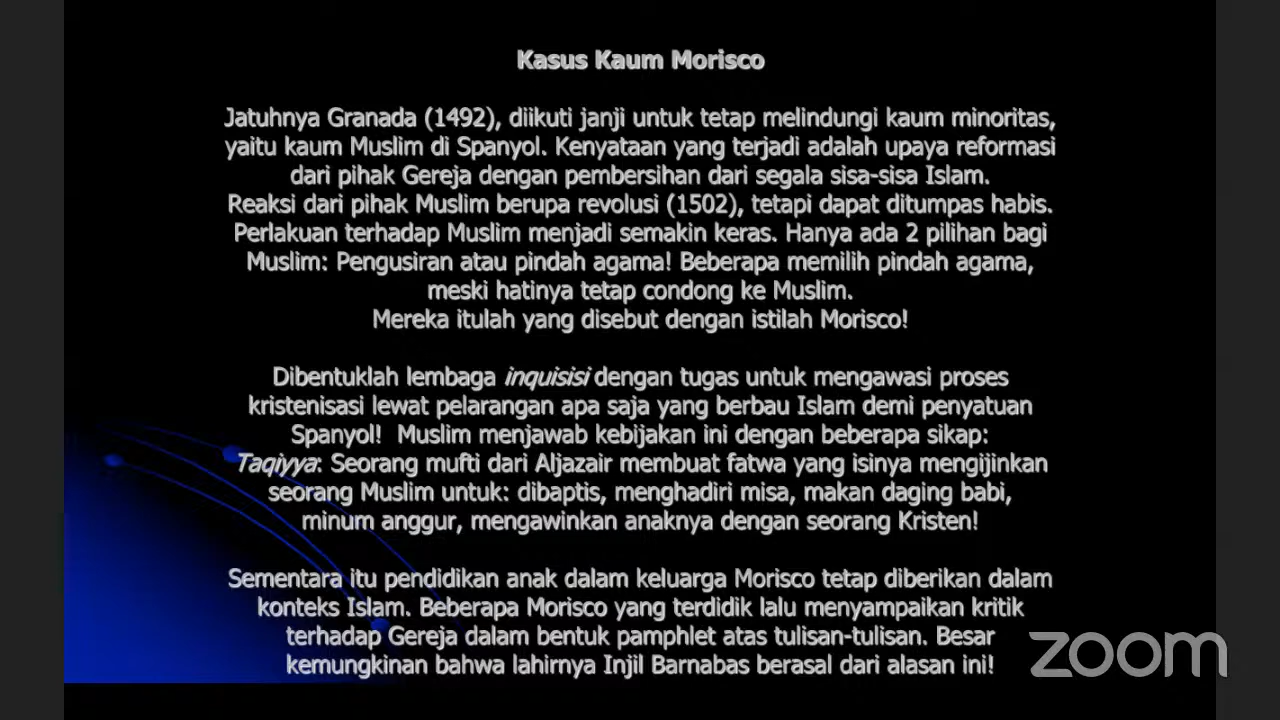 Kasus Kaum Morisco
Jatuhnya Granada (1492), diikuti janji untuk tetap melindungi kaum minoritas,
yaitu kaum Muslim di Spanyol. Kenyataan yang terjadi adalah upaya reformasi
dari pihak Gereja dengan pembersihan dari segala sisa-sisa Islam.
Reaksi dari pihak Muslim berupa revolusi (1502), tetapi dapat ditumpas habis.
Perlakuan terhadap Muslim menjadi semakin keras. Hanya ada 2 pilihan bagi
Muslim: Pengusiran atau pindah agama! Beberapa memilih pindah agama,
meski hatinya tetap condong ke Muslim.
Mereka itulah yang disebut dengan istilah Morisco!
Dibentuklah lembaga inquisisi dengan tugas untuk mengawasi proses
kristenisasi lewat pelarangan apa saja yang berbau Islam demi penyatuan
Spanyol!  Muslim menjawab kebijakan ini dengan beberapa sikap:
Taqiyya: Seorang mufti dari Aljazair membuat fatwa yang isinya mengijinkan
seorang Muslim untuk: dibaptis, menghadiri misa, makan daging babi,
minum anggur, mengawinkan anaknya dengan seorang Kristen!
Sementara itu pendidikan anak dalam keluarga Morisco tetap diberikan dalam
konteks Islam. Beberapa Morisco yang terdidik lalu menyampaikan kritik
terhadap Gereja dalam bentuk pamphlet atas tulisan-tulisan. Besar
kemungkinan bahwa lahirnya Injil Barnabas berasal dari alasan ini!
zoom